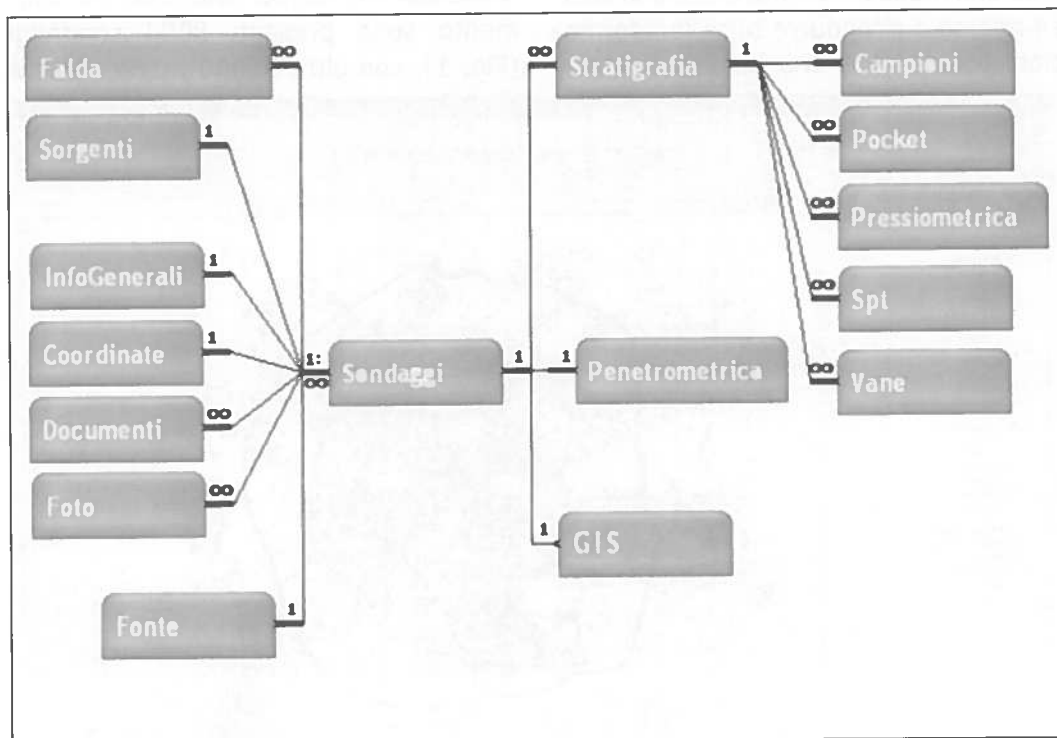 Falda ∞
Sorgenti 1
InfoGenerali 1
Coordinate 1
Documenti ∞
Foto ∞
Fonte 1
1:
∞
Sondaggi 1
∞ Stratigrafia 1
1 Penetrometrica
1 GIS
∞ Campioni
∞ Pocket
∞ Pressiometrica
∞ Spt
∞ Vane